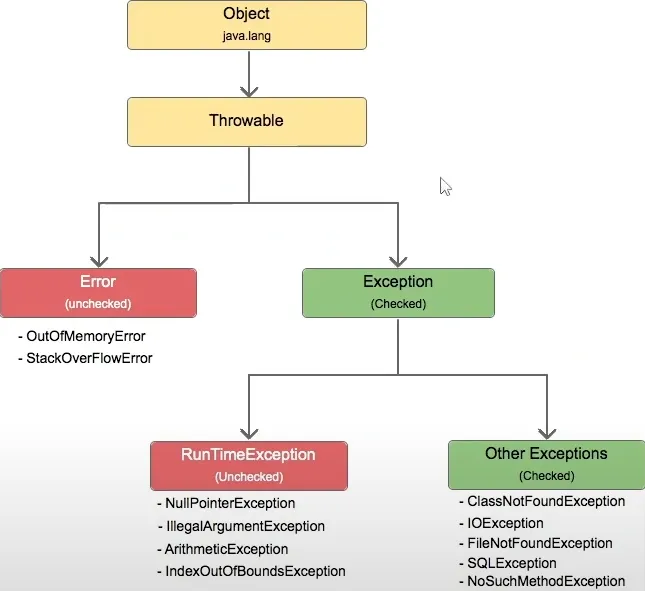 Object
java.lang
Throwable
Error
(unchecked)
- OutOfMemoryError
- StackOverFlowError
Exception
(Checked)
RunTimeException
(Unchecked)
- NullPointerException
- IllegalArgumentException
- ArithmeticException
- IndexOutOfBoundsException
Other Exceptions
(Checked)
- ClassNotFoundException
- IOException
- FileNotFoundException
- SQLException
- NoSuchMethodException